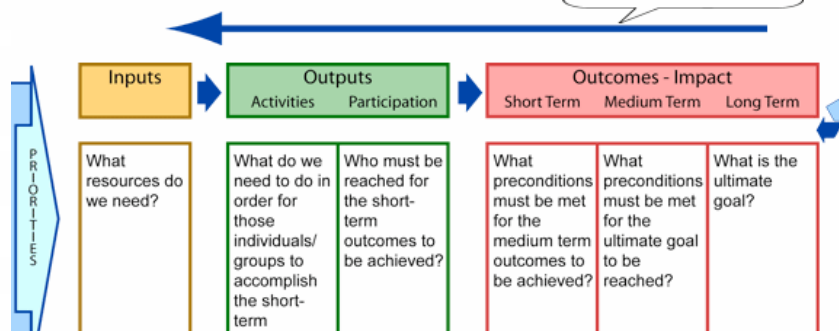 Inputs
Outputs
Activities
Participation
Outcomes - Impact
Short Term
Medium Term
Long Term
PRIORITIES
What
resources do
we need?
What do we
need to do in
order for
those
individuals/
groups to
accomplish
the short-
term
Who must be
reached for
the short-
term
outcomes to
be achieved?
What
preconditions
must be met
for the
medium term
outcomes to
be achieved?
What
preconditions
must be met
for the
ultimate goal
to be
reached?
What is the
ultimate
goal?